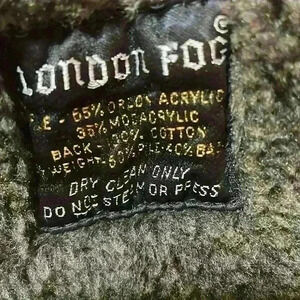 ©
LONDON FOG
65% ORLON ACRYLIC
35% MODACRYLIC
BACK - 100% COTTON
WEIGHT-60% PILE-40% BA
DRY CLEAN ONLY
DO NOT STEAM OR PRESS